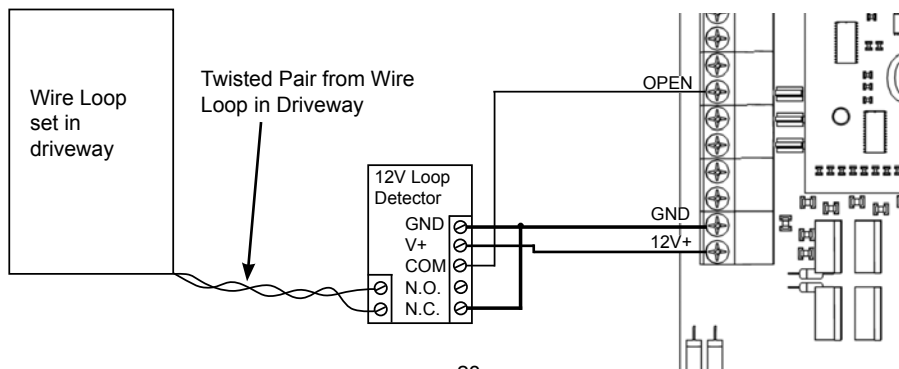 Wire Loop
set in
driveway
Twisted Pair from Wire
Loop in Driveway
12V Loop
Detector
GND
V+
COM
N.O.
N.C.
OPEN
GND
12V+